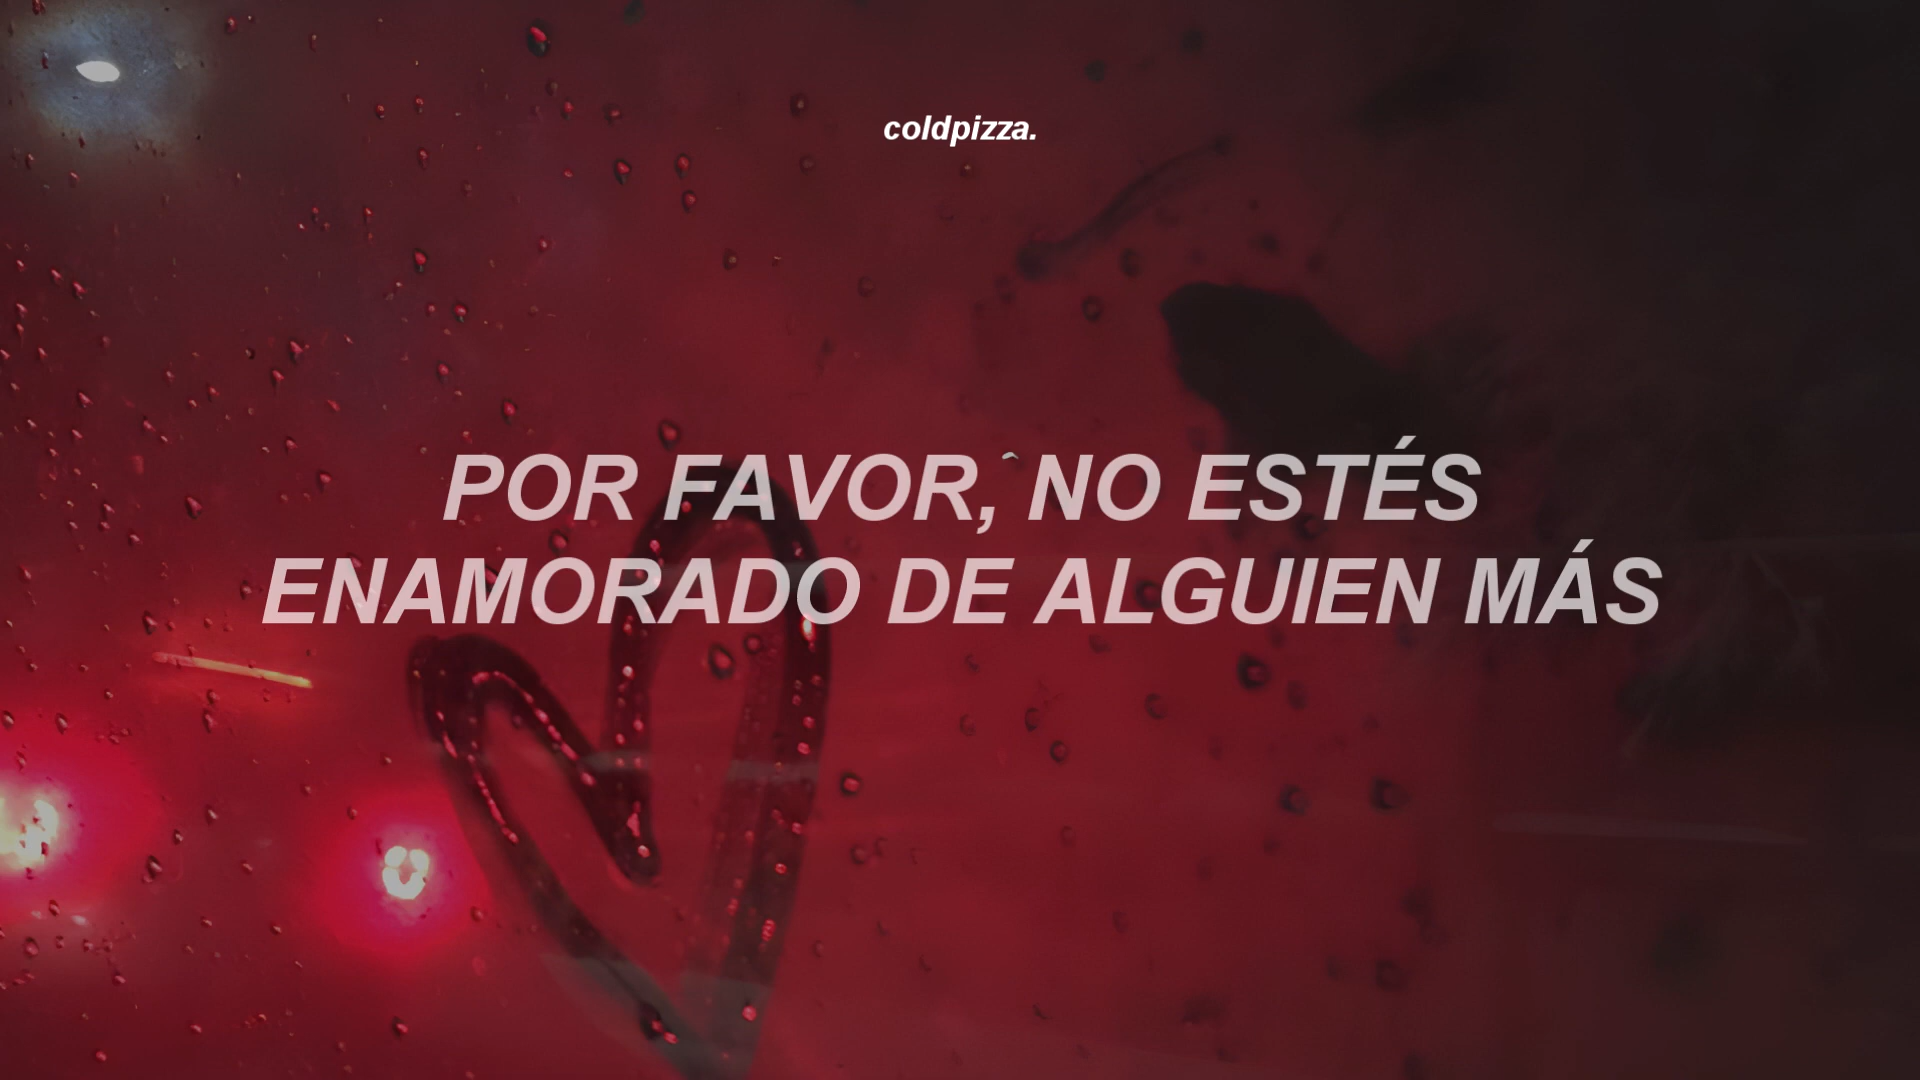 coldpizza.
POR FAVOR, NO ESTÉS
ENAMORADO DE ALGUIEN MÁS